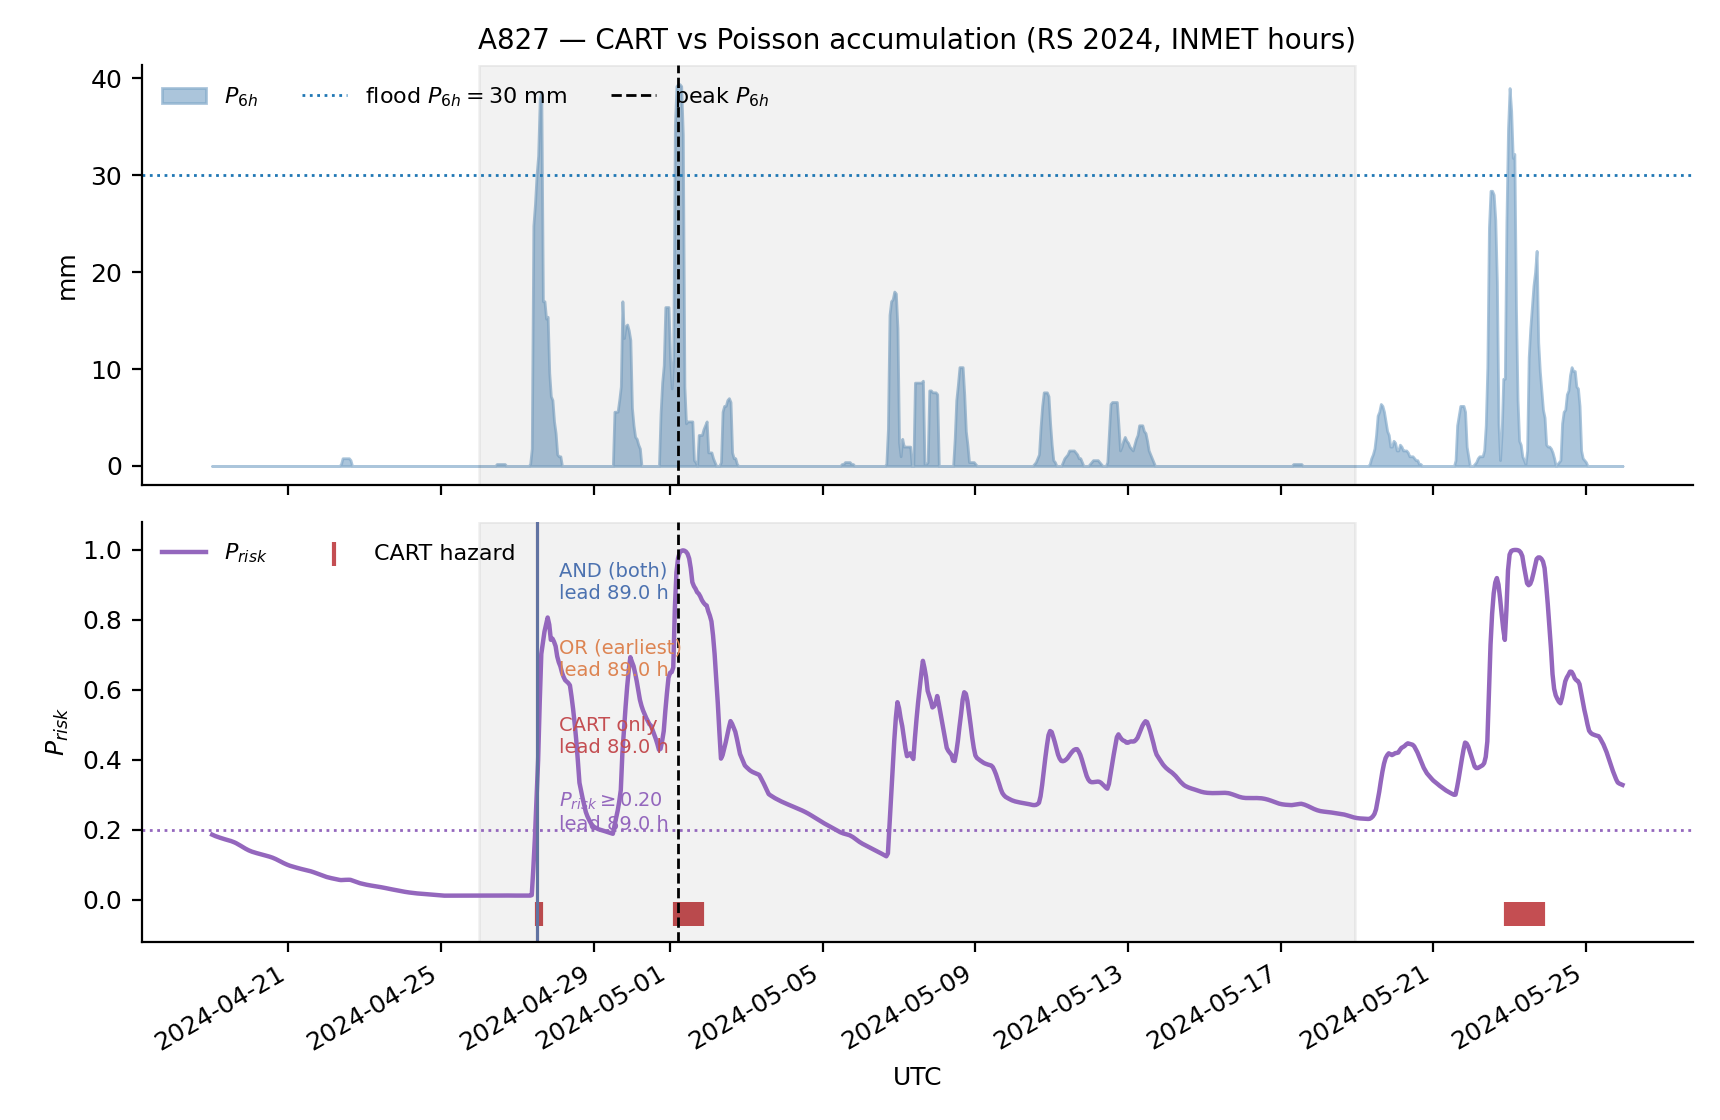 A827 — CART vs Poisson accumulation (RS 2024, INMET hours)
P6h
flood P6h = 30 mm
peak P6h
40
30
20
10
0
mm
Prisk
CART hazard
AND (both)
lead 89.0 h
OR (earliest)
lead 89.0 h
CART only
lead 89.0 h
Prisk ≥ 0.20
lead 89.0 h
1.0
0.8
0.6
0.4
0.2
0.0
Prisk
2024-04-21
2024-04-25
2024-04-29
2024-05-01
2024-05-05
2024-05-09
2024-05-13
2024-05-17
2024-05-21
2024-05-25
UTC